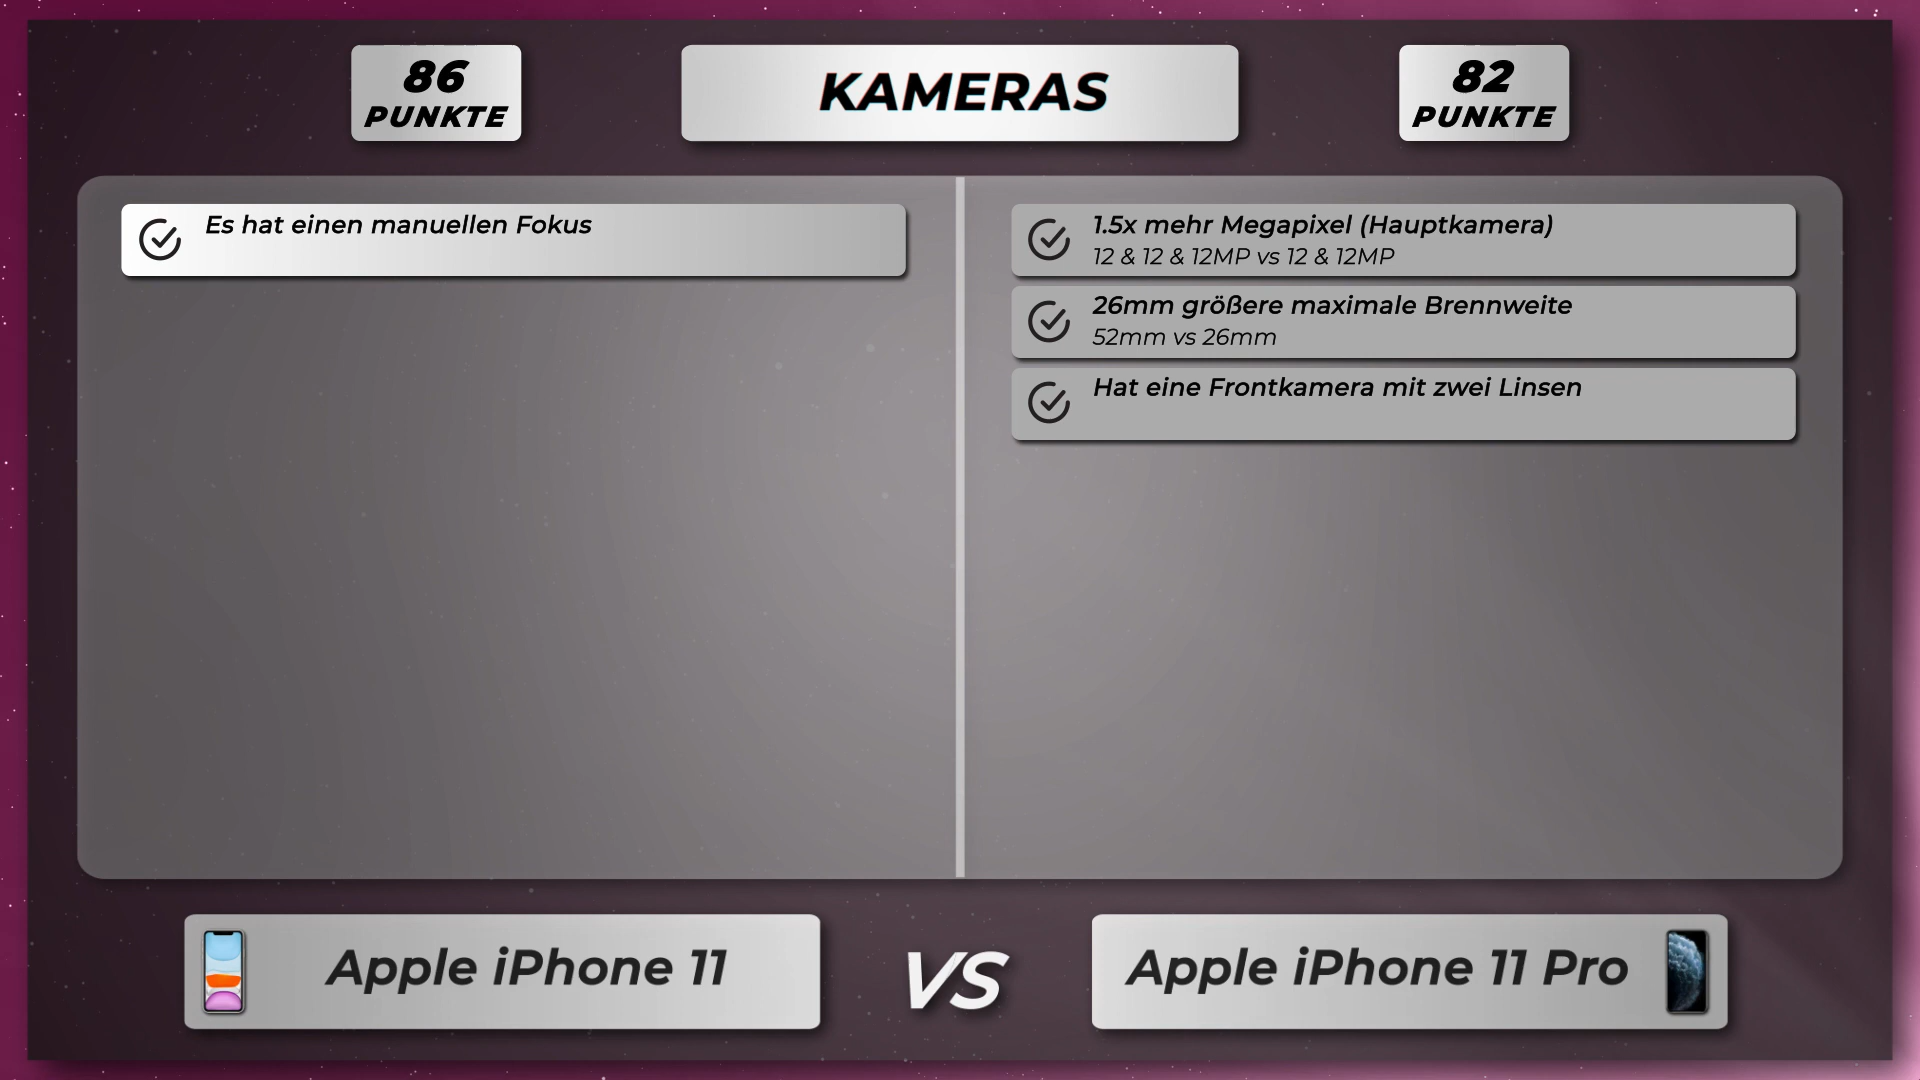 86
PUNKTE
KAMERAS
82
PUNKTE
Es hat einen manuellen Fokus
1.5x mehr Megapixel (Hauptkamera)
12 & 12 & 12MP vs 12 & 12MP
26mm größere maximale Brennweite
52mm vs 26mm
Hat eine Frontkamera mit zwei Linsen
Apple iPhone 11
VS
Apple iPhone 11 Pro